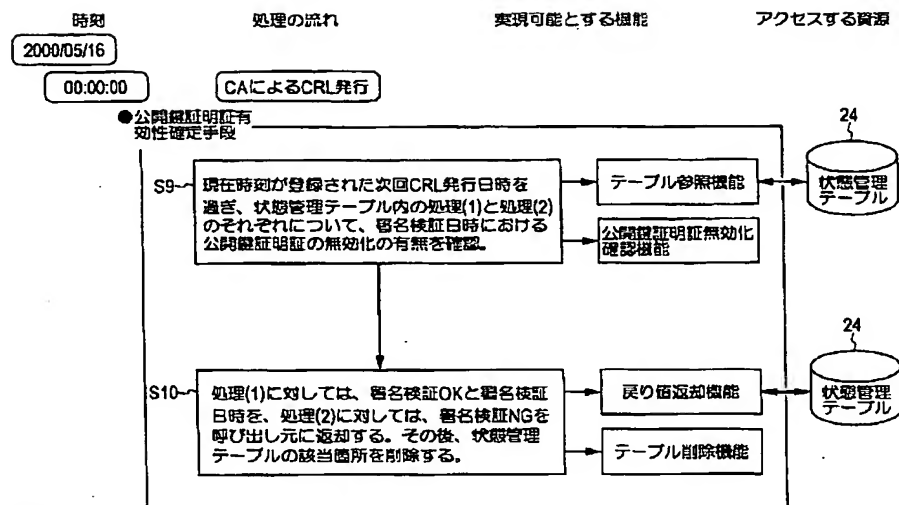 時刻
処理の流れ
実現可能とする機能
アクセスする資源
2000/05/16
00:00:00
CAによるCRL発行
●公開鍵証明証有
効性確定手段
S9
現在時刻が登録された次回CRL発行日時を
過ぎ、状態管理テーブル内の処理(1)と処理(2)
のそれぞれについて、署名検証日時における
公開鍵証明証の無効化の有無を確認。
テーブル参照機能
公開鍵証明証無効化
確認機能
24
状態管理
テーブル
S10
処理(1)に対しては、署名検証OKと署名検証
日時を、処理(2)に対しては、署名検証NGを
呼び出し元に返却する。その後、状態管理
テーブルの該当箇所を削除する。
戻り値返却機能
テーブル削除機能
24
状態管理
テーブル